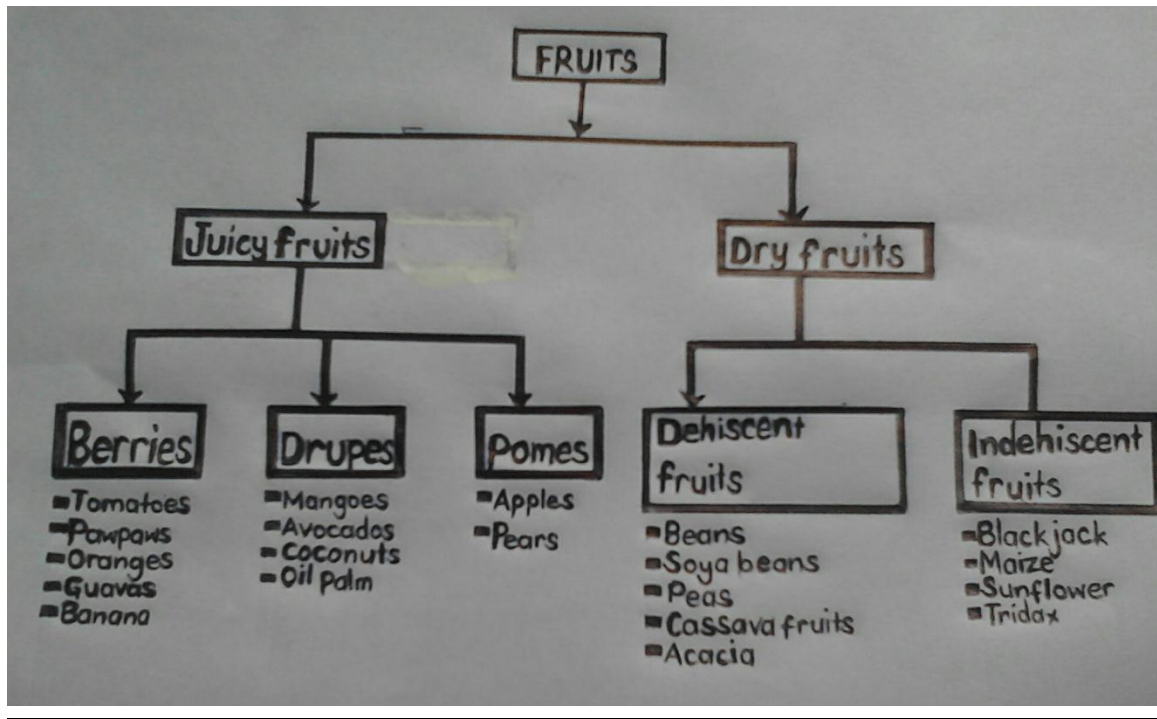 FRUITS
Juicy fruits
Dry fruits
Berries
Tomatoes
Pawpaws
Oranges
Guavas
Banana
Drupes
Mangoes
Avocados
Coconuts
Oil palm
Pomes
Apples
Pears
Dehiscent
fruits
Beans
Soya beans
Peas
Cassava fruits
Acacia
Indehiscent
fruits
Black jack
Maize
Sunflower
Tridax